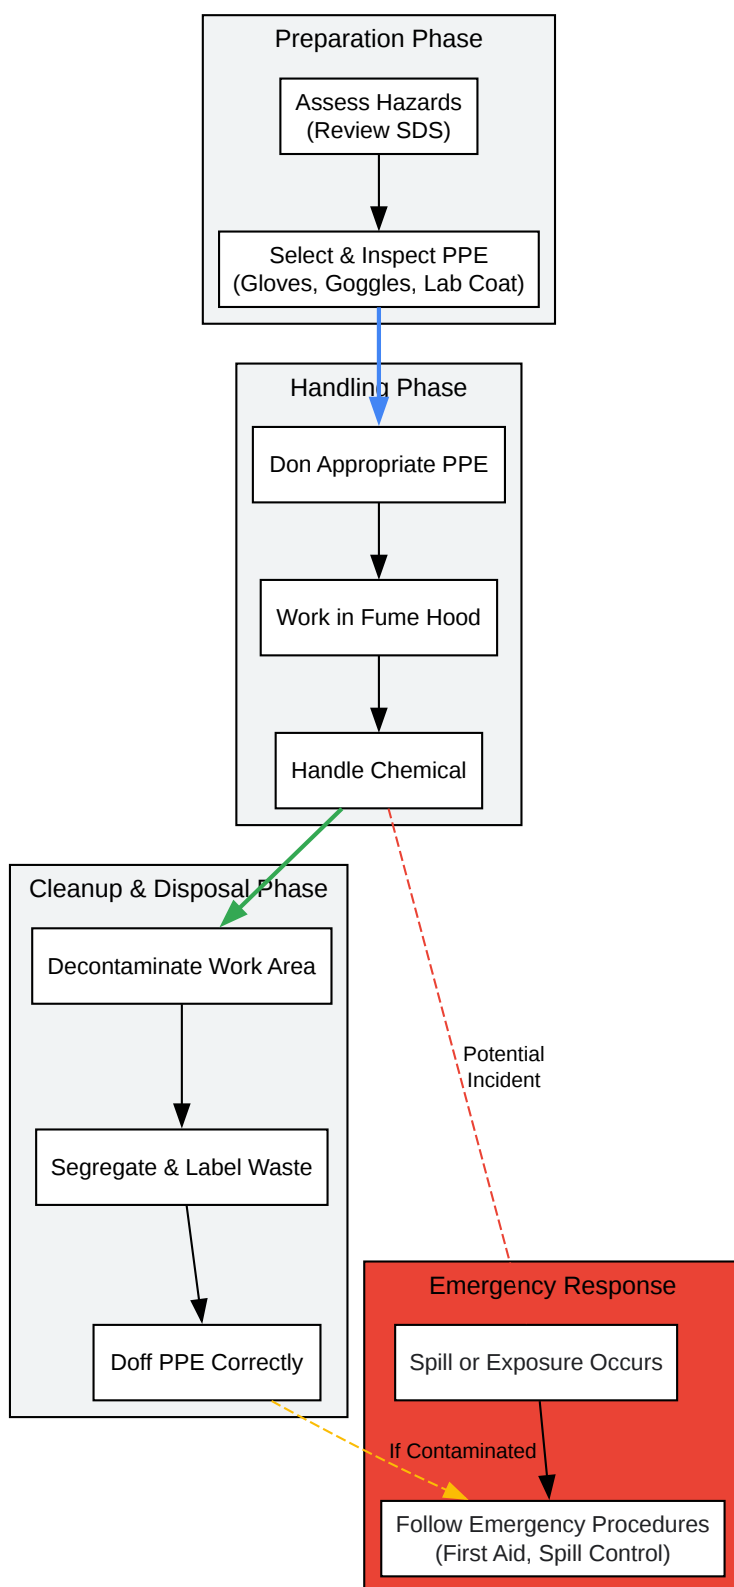 Preparation Phase
Assess Hazards
(Review SDS)
Select & Inspect PPE
(Gloves, Goggles, Lab Coat)
Handling Phase
Don Appropriate PPE
Work in Fume Hood
Handle Chemical
Cleanup & Disposal Phase
Decontaminate Work Area
Potential
Incident
Segregate & Label Waste
Doff PPE Correctly
Emergency Response
Spill or Exposure Occurs
If Contaminated
Follow Emergency Procedures
(First Aid, Spill Control)